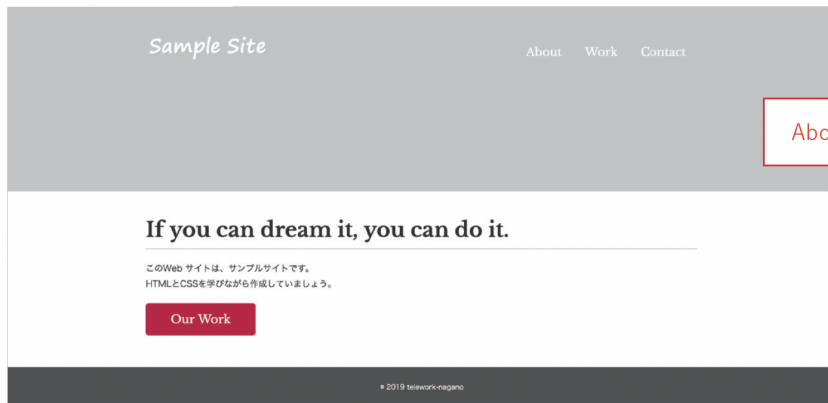 Sample Site
About Work Contact
If you can dream it, you can do it.
このWeb サイトは、サンプルサイトです。
HTMLとCSSを学びながら作成していましょう。
Our Work
© 2019 telework-nagano